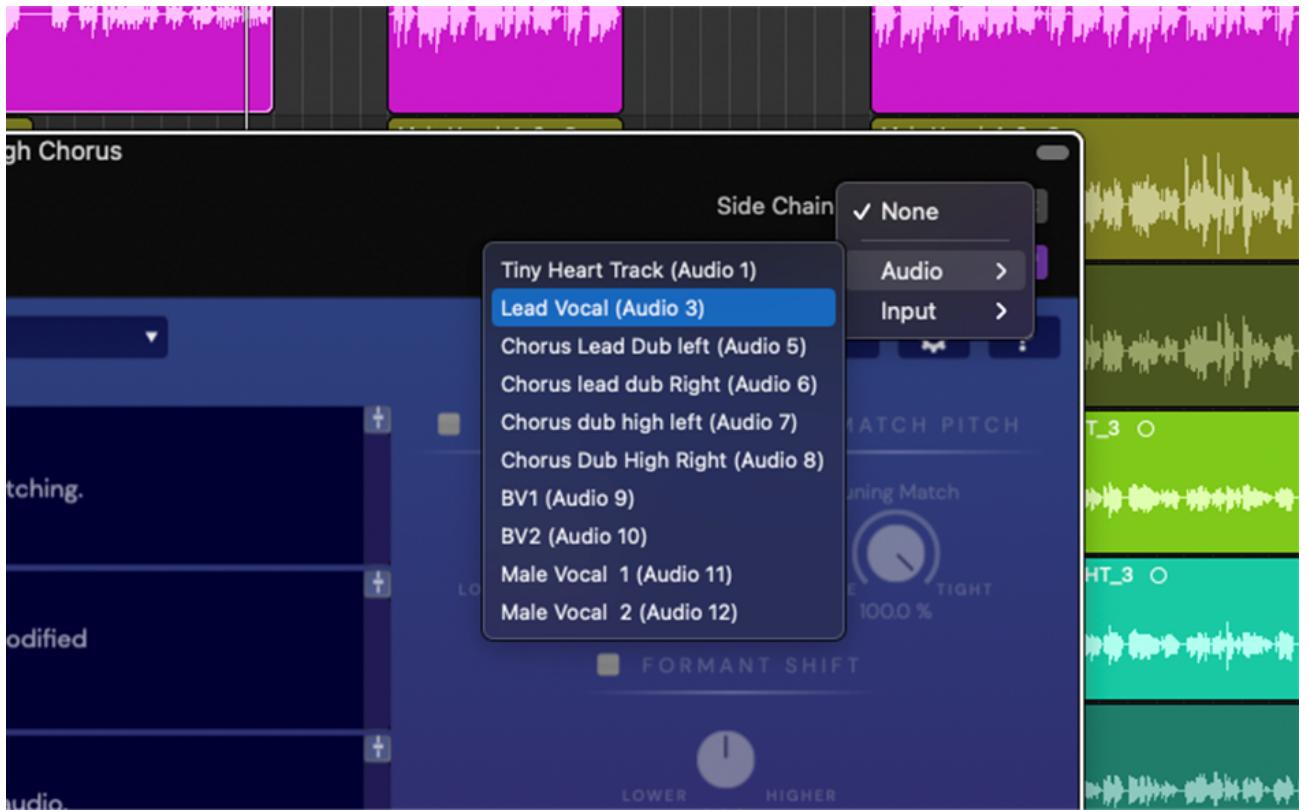 gh Chorus
Side Chain
✓ None
Audio
Input
Tiny Heart Track (Audio 1)
Lead Vocal (Audio 3)
Chorus Lead Dub left (Audio 5)
Chorus lead dub Right (Audio 6)
Chorus dub high left (Audio 7)
Chorus Dub High Right (Audio 8)
BV1 (Audio 9)
BV2 (Audio 10)
Male Vocal 1 (Audio 11)
Male Vocal 2 (Audio 12)
MATCH PITCH
uning Match
LO
E
TIGHT
100.0 %
FORMANT SHIFT
LOWER
HIGHER
tching.
odified
audio.
T_3
HT_3